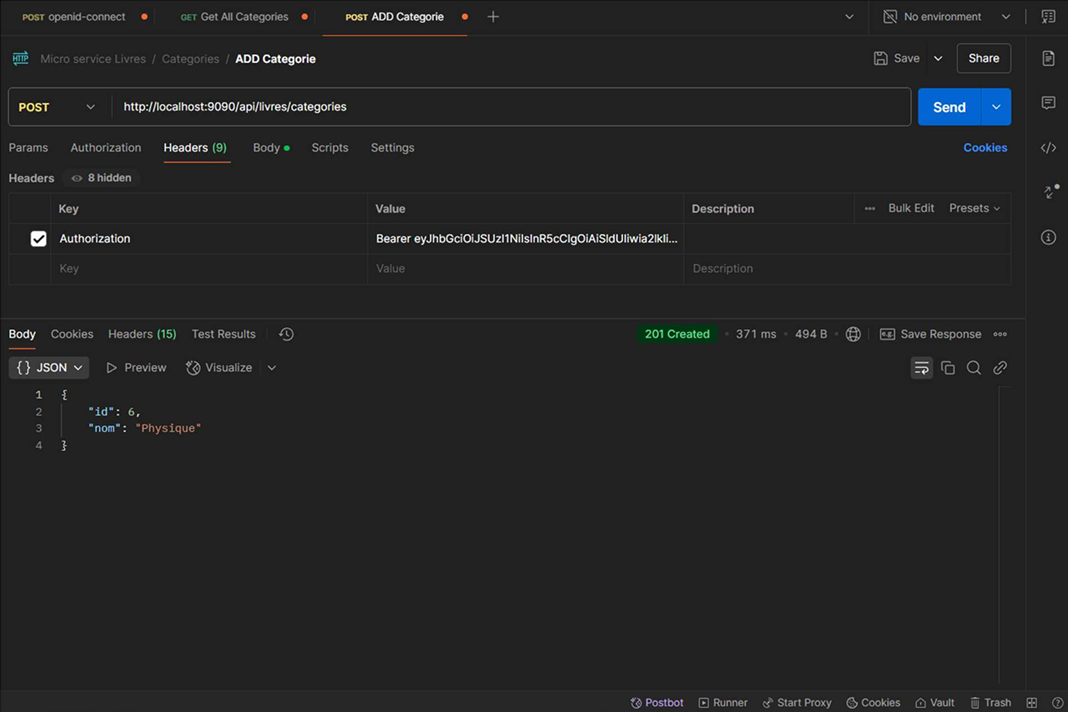 POST openid-connect GET Get All Categories POST ADD Categorie No environment
HTTP Micro service Livres / Categories / ADD Categorie Save Share
POST http://localhost:9090/api/livres/categories Send
Params Authorization Headers (9) Body Scripts Settings Cookies
Headers 8 hidden
Key Value Description Bulk Edit Presets
Authorization Bearer eyJhbGciOiJSUzI1NiIsInR5cCIgOiAiSldUIiwia2lkIi...
Key Value Description
Body Cookies Headers (15) Test Results 201 Created 371 ms 494 B e.g. Save Response
{} JSON Preview Visualize
1 {
2 "id": 6,
3 "nom": "Physique"
4 }
Postbot Runner Start Proxy Cookies Vault Trash